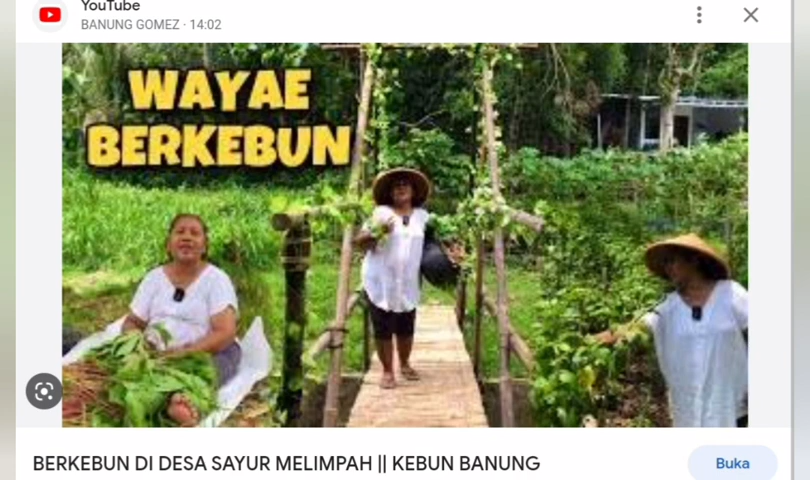 YouTube
BANUNG GOMEZ · 14:02
WAYAE
BERKEBUN
BERKEBUN DI DESA SAYUR MELIMPAH || KEBUN BANUNG
Buka